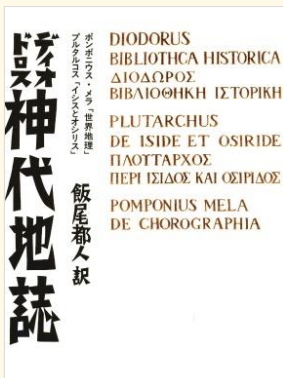 ディオドロス
神代地誌
ポンポニウス・メラ「世界地理」
プルタルコス「イシスとオシリス」
飯尾都人 訳
DIODORUS
BIBLIOTHCA HISTORICA
ΔΙΟΔΩΡΟΣ
ΒΙΒΛΙΟΘΗΚΗ ΙΣΤΟΡΙΚΗ
PLUTARCHUS
DE ISIDE ET OSIRIDE
ΠΛΟΥΤΑΡΧΟΣ
ΠΕΡΙ ΙΣΙΔΟΣ ΚΑΙ ΟΣΙΡΙΔΟΣ
POMPONIUS MELA
DE CHOROGRAPHIA